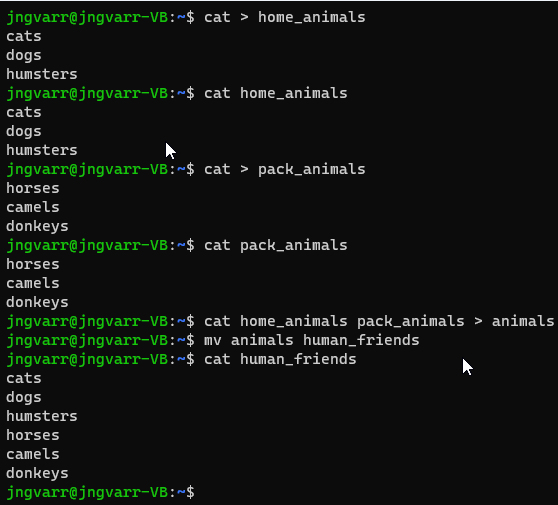 jngvarr@jngvarr-VB:~$ cat > home_animals
cats
dogs
humsters
jngvarr@jngvarr-VB:~$ cat home_animals
cats
dogs
humsters
jngvarr@jngvarr-VB:~$ cat > pack_animals
horses
camels
donkeys
jngvarr@jngvarr-VB:~$ cat pack_animals
horses
camels
donkeys
jngvarr@jngvarr-VB:~$ cat home_animals pack_animals > animals
jngvarr@jngvarr-VB:~$ mv animals human_friends
jngvarr@jngvarr-VB:~$ cat human_friends
cats
dogs
humsters
horses
camels
donkeys
jngvarr@jngvarr-VB:~$